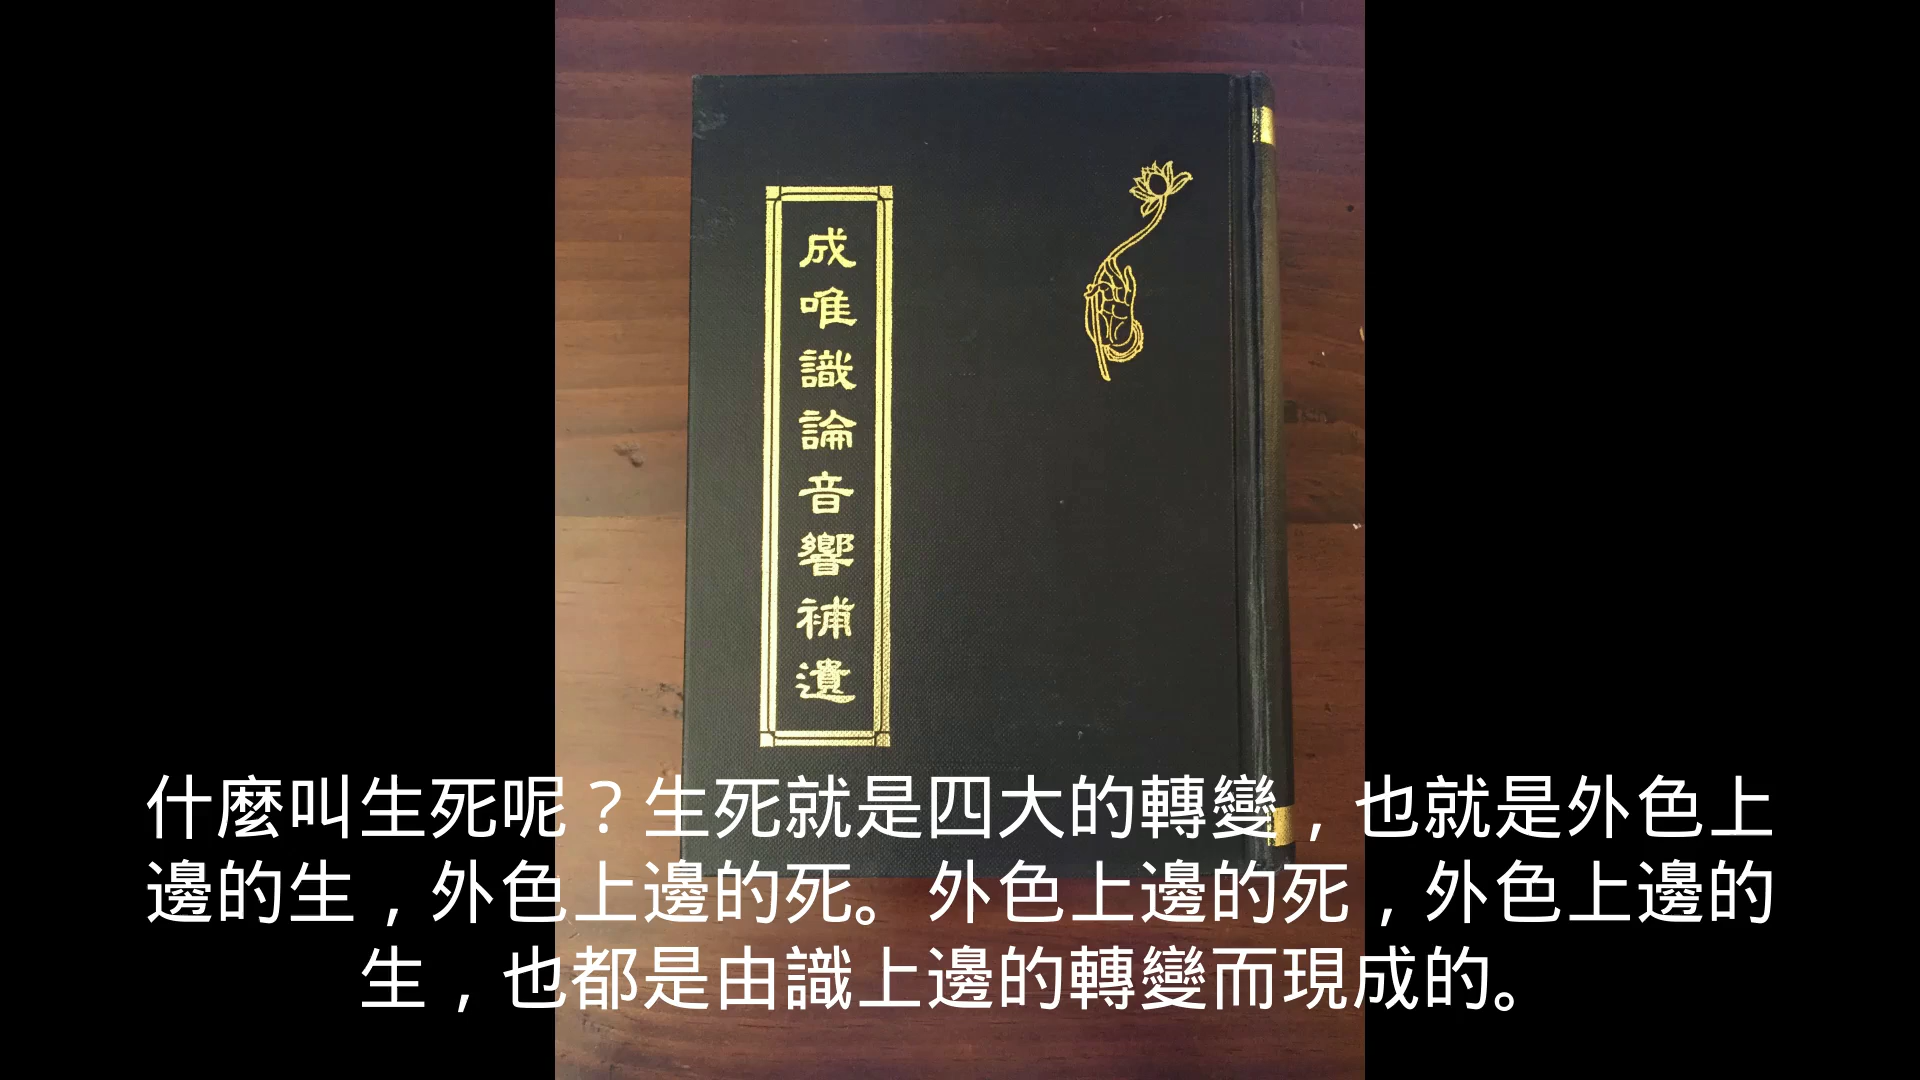 成唯識論音響補遺
什麼叫生死呢？生死就是四大的轉變，也就是外色上
邊的生，外色上邊的死。外色上邊的死，外色上邊的
生，也都是由識上邊的轉變而現成的。